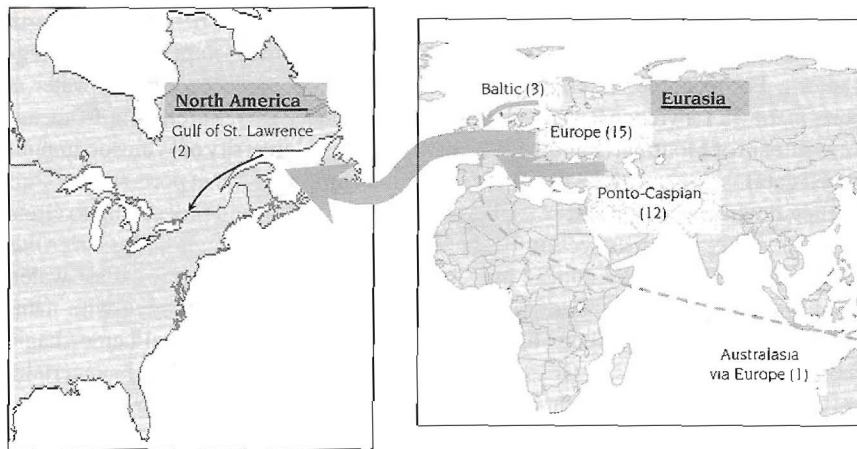 North America
Gulf of St. Lawrence
(2)
Baltic (3)
Eurasia
Europe (15)
Ponto-Caspian
(12)
Australasia
via Europe (1)